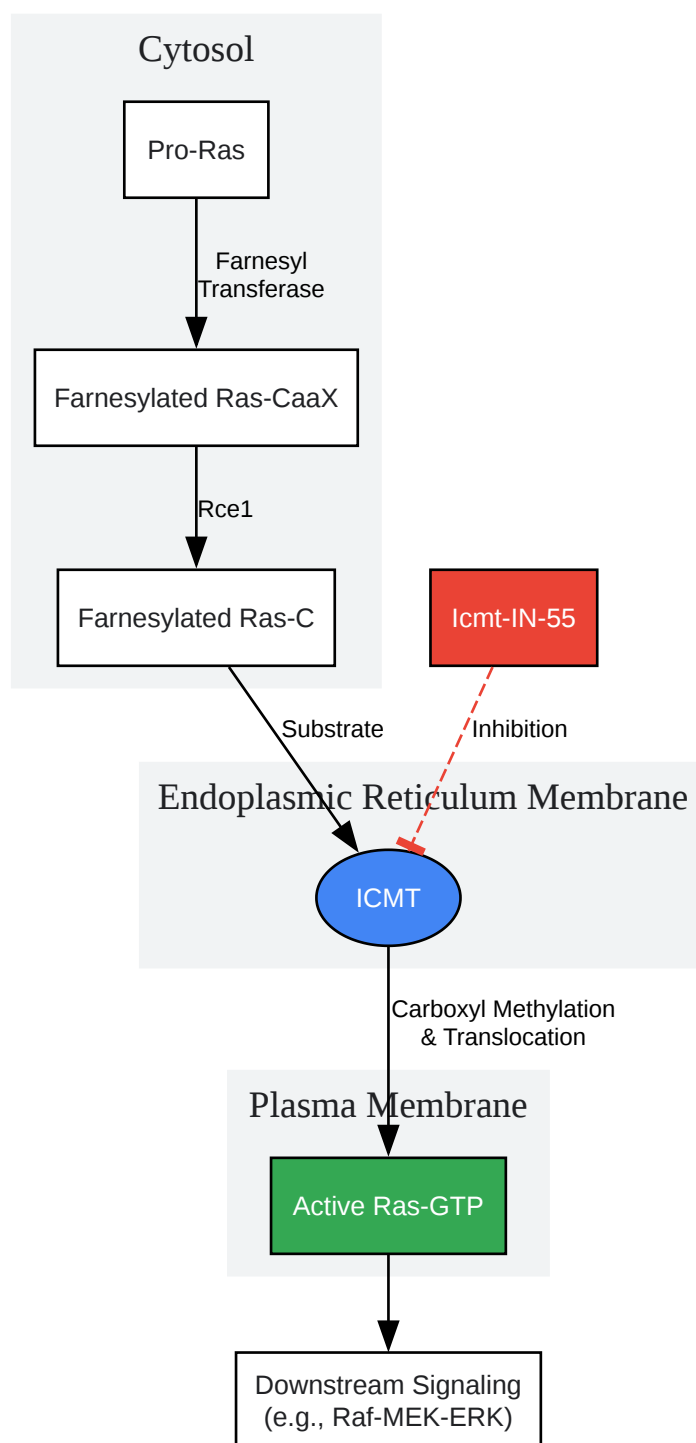 Cytosol
Pro-Ras
Farnesyl
Transferase
Farnesylated Ras-CaaX
Rce1
Farnesylated Ras-C
Icmt-IN-55
Substrate
Inhibition
Endoplasmic Reticulum Membrane
ICMT
Carboxyl Methylation
& Translocation
Plasma Membrane
Active Ras-GTP
Downstream Signaling
(e.g., Raf-MEK-ERK)